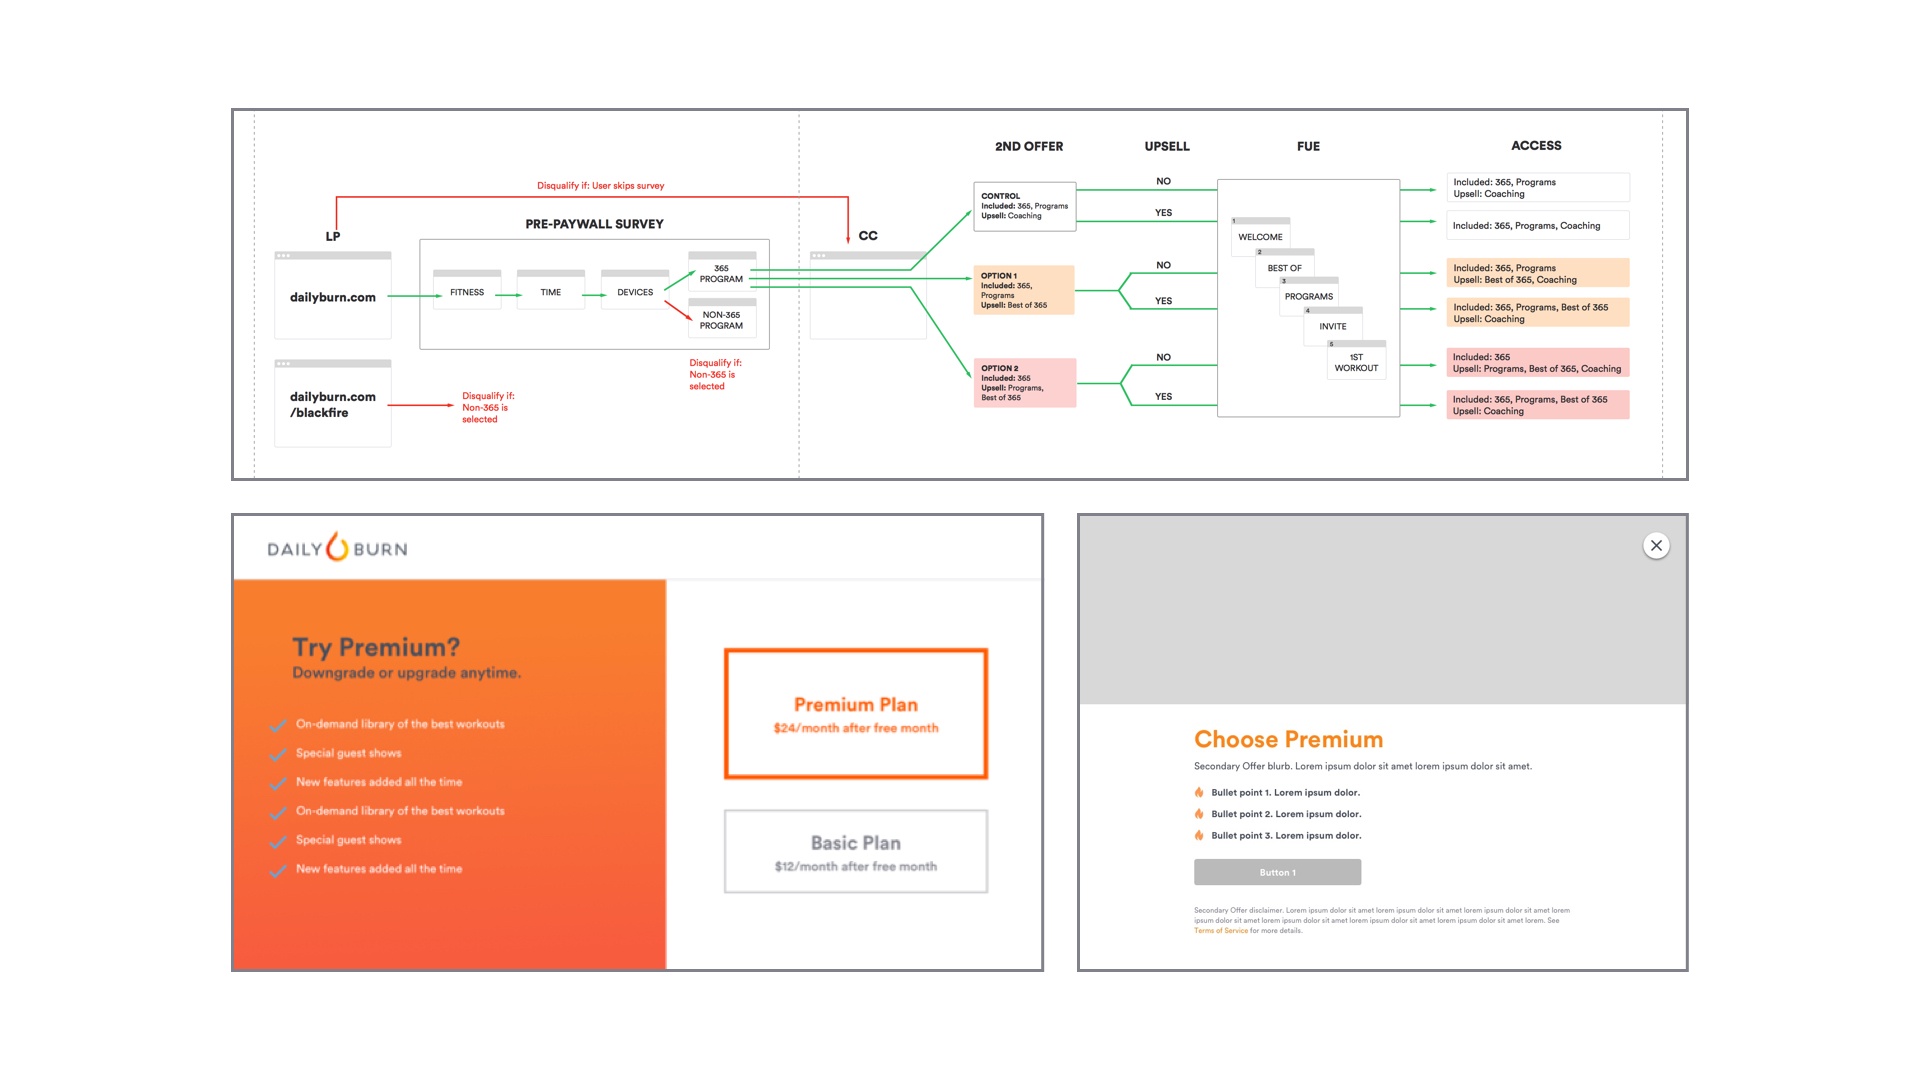 2ND OFFER
UPSELL
FUE
ACCESS
Disqualify if: User skips survey
LP
PRE-PAYWALL SURVEY
CC
dailyburn.com
FITNESS
TIME
DEVICES
365
PROGRAM
NON-365
PROGRAM
Disqualify if:
Non-365 is
selected
dailyburn.com
/blackfire
Disqualify if:
Non-365 is
selected
CONTROL
Included: 365, Programs
Upsell: Coaching
NO
YES
OPTION 1
Included: 365,
Programs
Upsell: Best of 365
NO
YES
OPTION 2
Included: 365
Upsell: Programs,
Best of 365
NO
YES
1
WELCOME
2
BEST OF
3
PROGRAMS
4
INVITE
5
1ST
WORKOUT
Included: 365, Programs
Upsell: Coaching
Included: 365, Programs, Coaching
Included: 365, Programs
Upsell: Best of 365, Coaching
Included: 365, Programs, Best of 365
Upsell: Coaching
Included: 365
Upsell: Programs, Best of 365, Coaching
Included: 365, Programs, Best of 365
Upsell: Coaching
DAILY BURN
Try Premium?
Downgrade or upgrade anytime.
On-demand library of the best workouts
Special guest shows
New features added all the time
On-demand library of the best workouts
Special guest shows
New features added all the time
Premium Plan
$24/month after free month
Basic Plan
$12/month after free month
Choose Premium
Secondary Offer blurb. Lorem ipsum dolor sit amet lorem ipsum dolor sit amet.
Bullet point 1. Lorem ipsum dolor.
Bullet point 2. Lorem ipsum dolor.
Bullet point 3. Lorem ipsum dolor.
Button 1
Secondary Offer disclaimer. Lorem ipsum dolor sit amet lorem ipsum dolor sit amet lorem ipsum dolor sit amet lorem
ipsum dolor sit amet lorem ipsum dolor sit amet lorem ipsum dolor sit amet lorem ipsum dolor sit amet lorem. See
Terms of Service for more details.